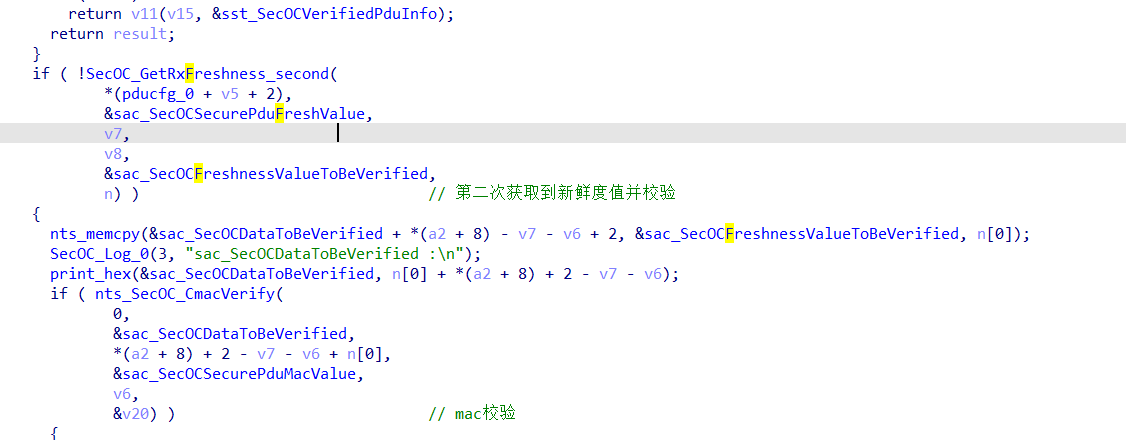 return v11(v15, &sst_SecOCVerifiedPduInfo);
return result;
}
if ( !SecOC_GetRxFreshness_second(
*(pducfg_0 + v5 + 2),
&sac_SecOCSecurePduFreshValue,
v7,
v8,
&sac_SecOCFreshnessValueToBeVerified,
n) ) // 第二次获取到新鲜度值并校验
{
nts_memcpy(&sac_SecOCDataToBeVerified + *(a2 + 8) - v7 - v6 + 2, &sac_SecOCFreshnessValueToBeVerified, n[0]);
SecOC_Log_0(3, "sac_SecOCDataToBeVerified :\n");
print_hex(&sac_SecOCDataToBeVerified, n[0] + *(a2 + 8) + 2 - v7 - v6);
if ( nts_SecOC_CmacVerify(
0,
&sac_SecOCDataToBeVerified,
*(a2 + 8) + 2 - v7 - v6 + n[0],
&sac_SecOCSecurePduMacValue,
v6,
&v20) ) // mac校验
{